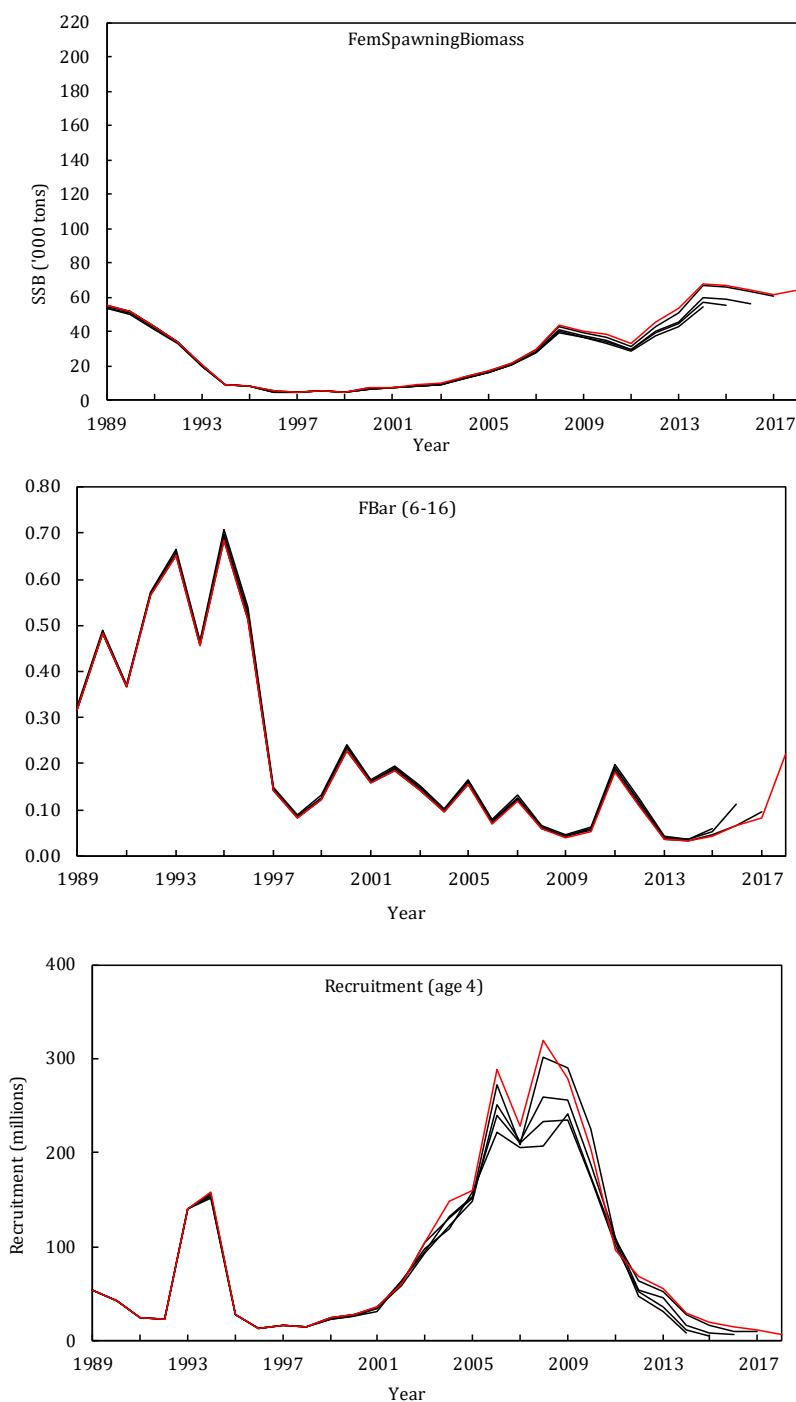 FemSpawningBiomass
SSB ('000 tons)
220
200
180
160
140
120
100
80
60
40
20
0
1989 1993 1997 2001 2005 2009 2013 2017
Year
FBar (6-16)
0.80
0.70
0.60
0.50
0.40
0.30
0.20
0.10
0.00
1989 1993 1997 2001 2005 2009 2013 2017
Year
Recruitment (age 4)
Recruitment (millions)
400
300
200
100
0
1989 1993 1997 2001 2005 2009 2013 2017
Year